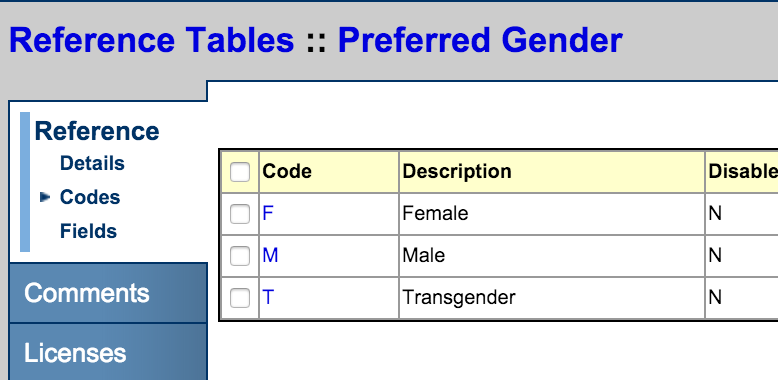 Reference Tables :: Preferred Gender
Reference
Details
Codes
Fields
Comments
Licenses
Code Description Disable
F Female N
M Male N
T Transgender N